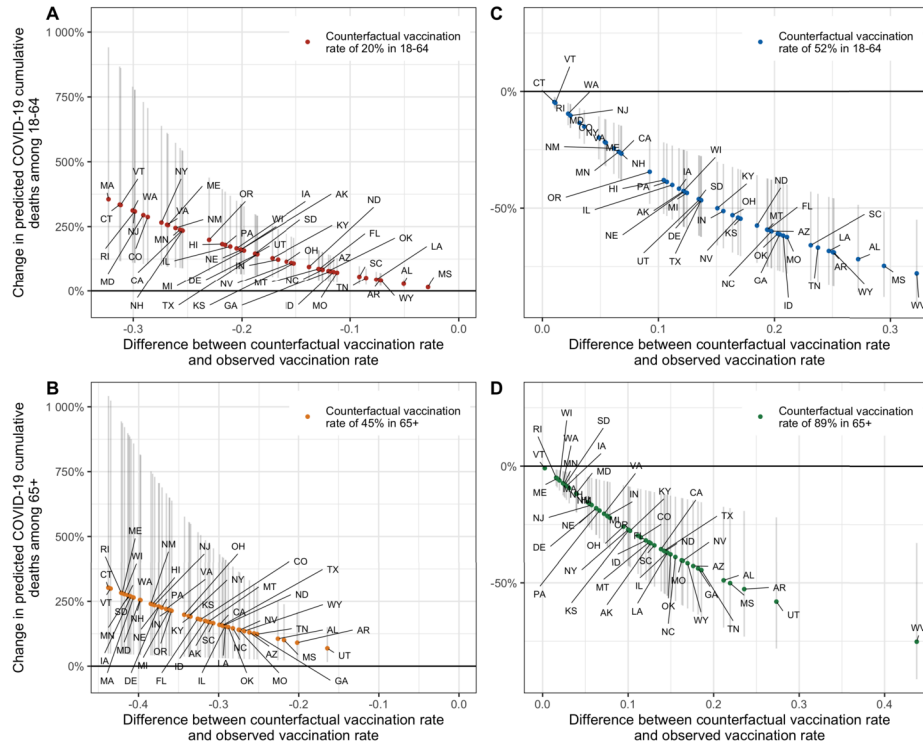 A
1 000%
750%
500%
250%
0%
Change in predicted COVID-19 cumulative
deaths among 18-64
Counterfactual vaccination
rate of 20% in 18-64
MA
VT
NY
ME
OR
IA
AK
ND
CT
WA
VA
NM
PA
WI
SD
KY
FL
OK
LA
RI
NJ
CO
MN
IL
HI
DE
IN
UT
OH
AZ
SC
AL
MS
MD
CA
NH
MI
TX
KS
NV
GA
MT
NC
ID
MO
TN
AR
WY
-0.3
-0.2
-0.1
0.0
Difference between counterfactual vaccination rate
and observed vaccination rate
C
0%
-50%
Counterfactual vaccination
rate of 52% in 18-64
CT
VT
WA
RI
NJ
MD
NY
VA
NM
ME
CA
MN
NH
WI
OR
HI
PA
IA
IL
AK
MI
SD
KY
ND
NE
IN
KS
MT
FL
UT
DE
TX
NV
NC
OK
GA
ID
MO
AZ
TN
SC
LA
AR
WY
AL
MS
WV
0.0
0.1
0.2
0.3
Difference between counterfactual vaccination rate
and observed vaccination rate
B
1 000%
750%
500%
250%
0%
Change in predicted COVID-19 cumulative
deaths among 65+
Counterfactual vaccination
rate of 45% in 65+
ME
RI
WI
NM
NJ
OH
CO
CT
WA
HI
VA
NY
MT
TX
VT
SD
PA
KS
CA
ND
WY
MN
NH
IN
KY
SC
NV
TN
AL
AR
MD
NE
OR
AK
NC
AZ
MS
UT
IA
MI
ID
LA
MA
DE
FL
IL
OK
MO
GA
-0.4
-0.3
-0.2
-0.1
0.0
Difference between counterfactual vaccination rate
and observed vaccination rate
D
0%
-50%
Counterfactual vaccination
rate of 89% in 65+
WI
SD
RI
WA
IA
VT
MN
MD
VA
ME
MA
NH
IN
KY
CA
NJ
NE
OR
MI
CO
TX
DE
OH
FL
ND
NV
NY
ID
SC
MO
AZ
AL
AR
PA
MT
IL
GA
MS
UT
KS
AK
LA
OK
WY
TN
NC
WV
0.0
0.1
0.2
0.3
0.4
Difference between counterfactual vaccination rate
and observed vaccination rate